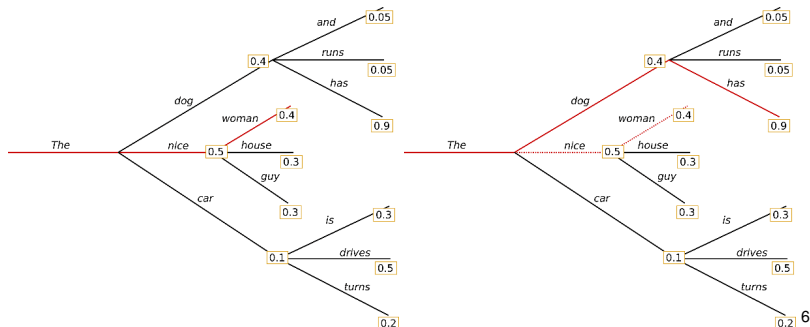 and
0.05
runs
0.4
0.05
has
dog
woman
0.4
0.9
The
nice
0.5
house
0.3
guy
car
0.3
is
0.3
drives
0.1
0.5
turns
0.2
and
0.05
runs
0.4
0.05
has
dog
woman
0.4
0.9
The
nice
0.5
house
0.3
guy
car
0.3
is
0.3
drives
0.1
0.5
turns
0.2
6